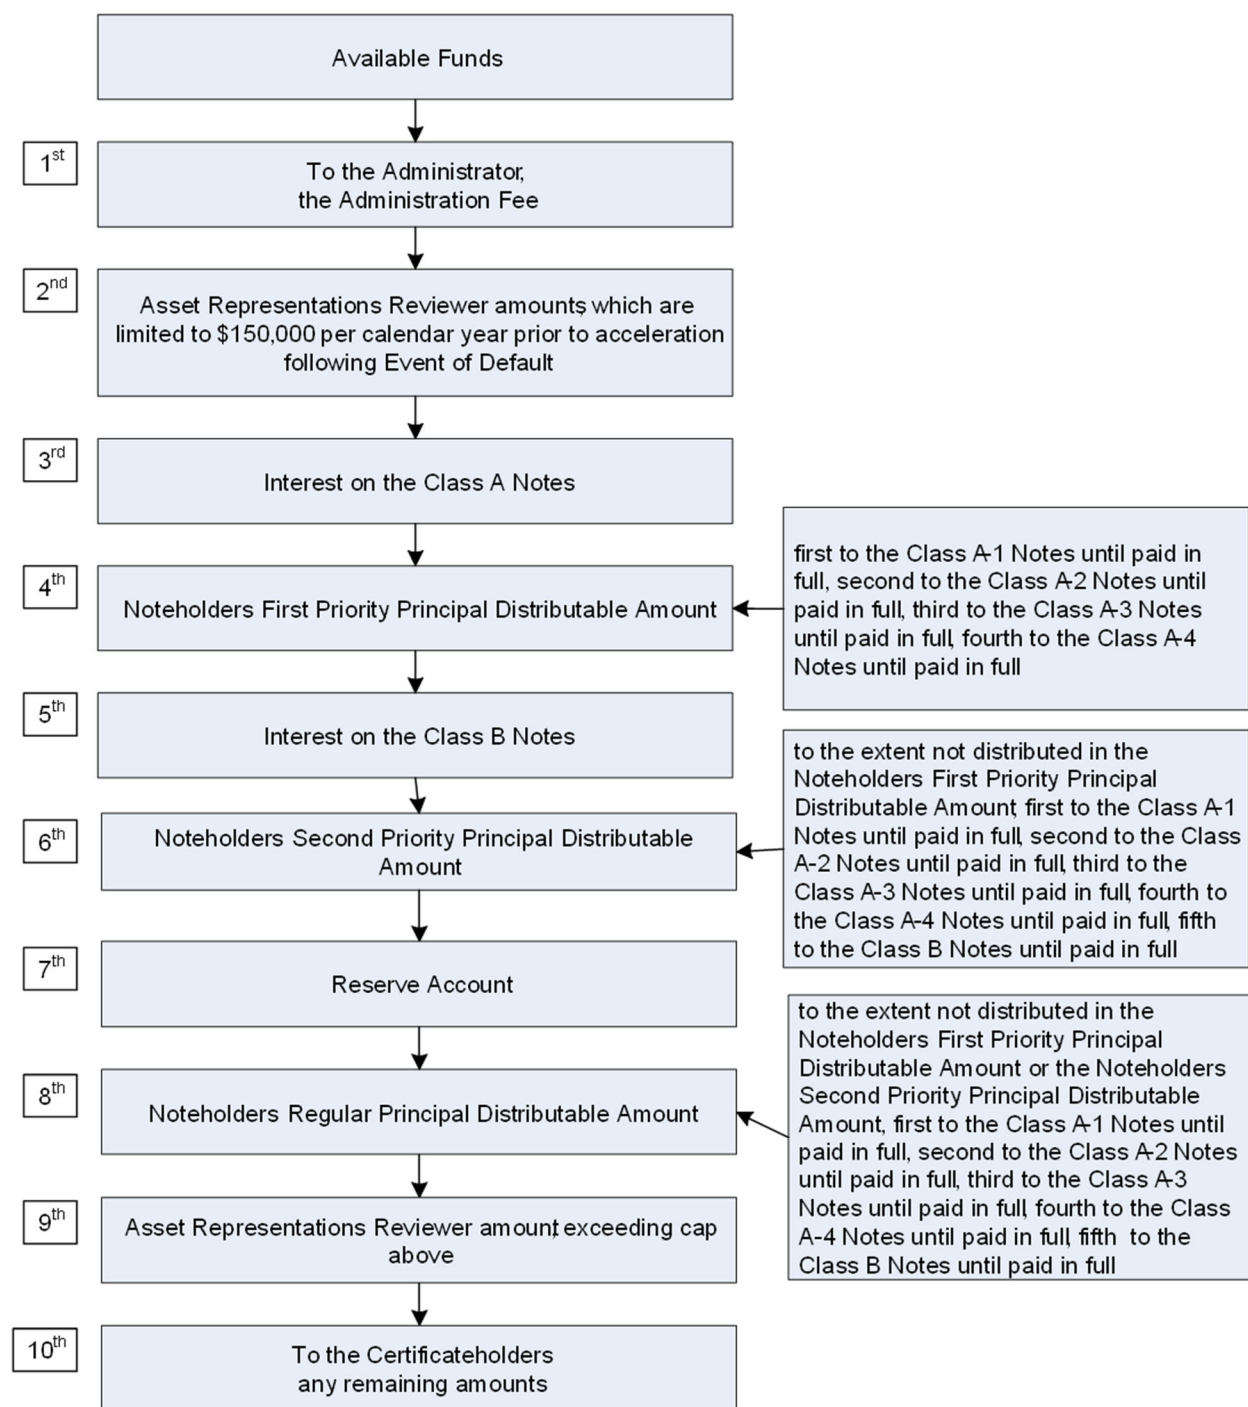 Available Funds
1st
To the Administrator,
the Administration Fee
2nd
Asset Representations Reviewer amounts, which are
limited to $150,000 per calendar year prior to acceleration
following Event of Default
3rd
Interest on the Class A Notes
4th
Noteholders First Priority Principal Distributable Amount
first to the Class A-1 Notes until paid in
full, second to the Class A-2 Notes until
paid in full, third to the Class A-3 Notes
until paid in full, fourth to the Class A-4
Notes until paid in full
5th
Interest on the Class B Notes
6th
Noteholders Second Priority Principal Distributable
Amount
to the extent not distributed in the
Noteholders First Priority Principal
Distributable Amount, first to the Class A-1
Notes until paid in full, second to the Class
A-2 Notes until paid in full, third to the
Class A-3 Notes until paid in full, fourth to
the Class A-4 Notes until paid in full, fifth
to the Class B Notes until paid in full
7th
Reserve Account
8th
Noteholders Regular Principal Distributable Amount
to the extent not distributed in the
Noteholders First Priority Principal
Distributable Amount or the Noteholders
Second Priority Principal Distributable
Amount, first to the Class A-1 Notes until
paid in full, second to the Class A-2 Notes
until paid in full, third to the Class A-3
Notes until paid in full, fourth to the Class
A-4 Notes until paid in full, fifth to the
Class B Notes until paid in full
9th
Asset Representations Reviewer amount, exceeding cap
above
10th
To the Certificateholders
any remaining amounts